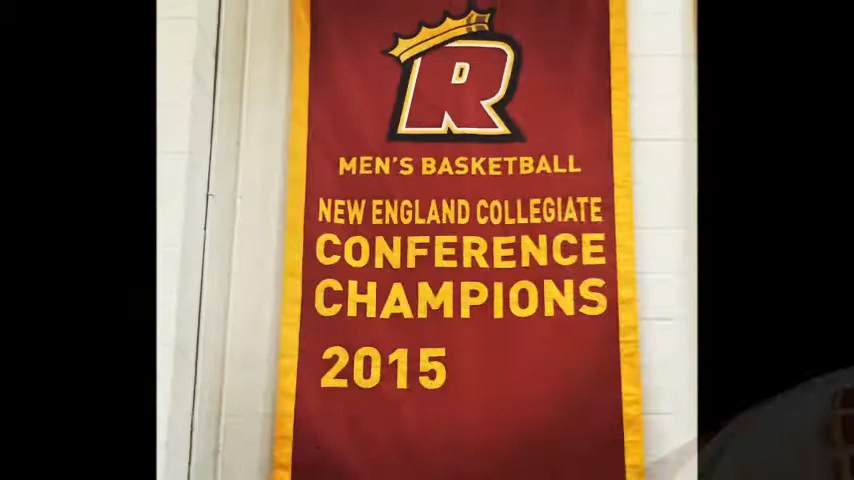 R
MEN'S BASKETBALL
NEW ENGLAND COLLEGIATE
CONFERENCE
CHAMPIONS
2015